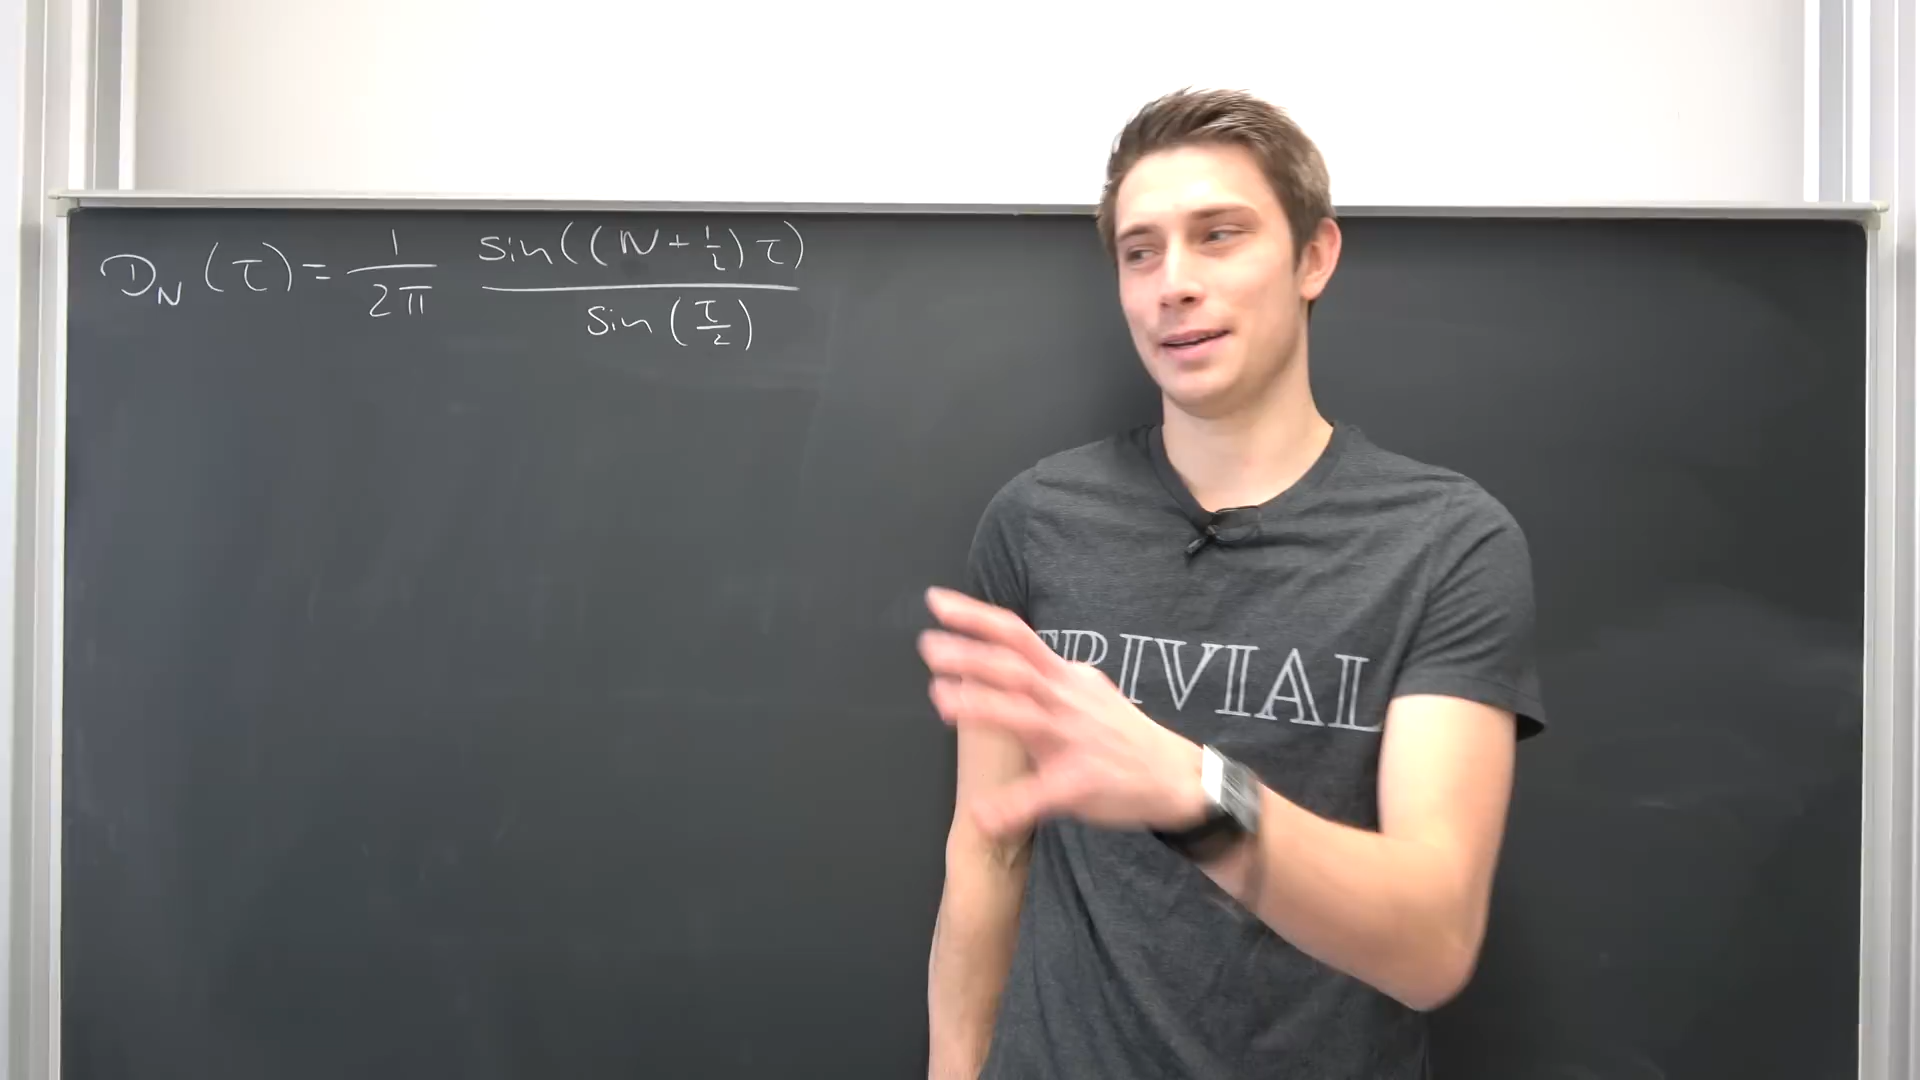 D_N(τ) = 1/2π sin((N+1/2)τ)/sin(τ/2)
TRIVIAL